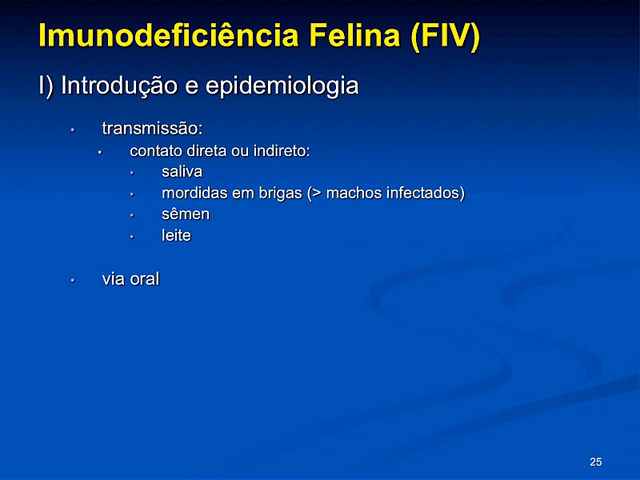 Imunodeficiência Felina (FIV)
I) Introdução e epidemiologia
• transmissão:
• contato direta ou indireto:
• saliva
• mordidas em brigas (> machos infectados)
• sêmen
• leite
• via oral
25